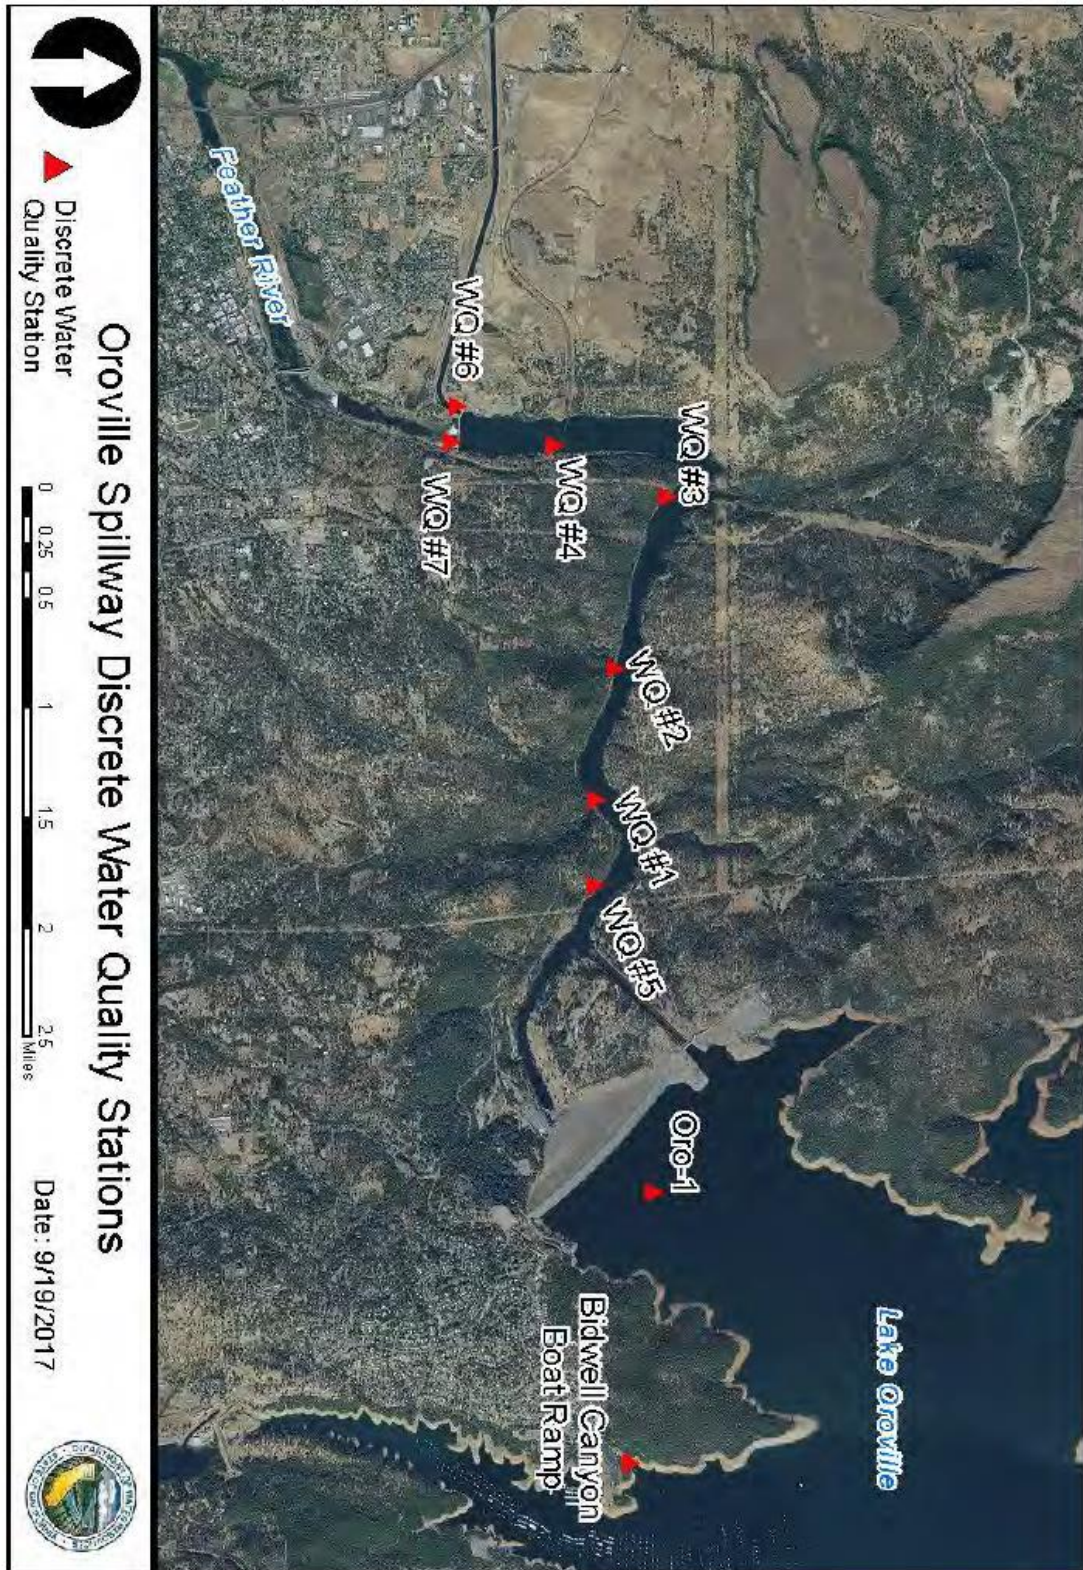 Lake Oroville
WQ #3
WQ #2
WQ #1
WQ #5
Oro-1
WQ #4
WQ #6
WQ #7
Bidwell Canyon
Boat Ramp
Feather River
Oroville Spillway Discrete Water Quality Stations
Discrete Water
Quality Station
0 0.25 0.5 1 1.5 2 2.5
Miles
Date: 9/19/2017